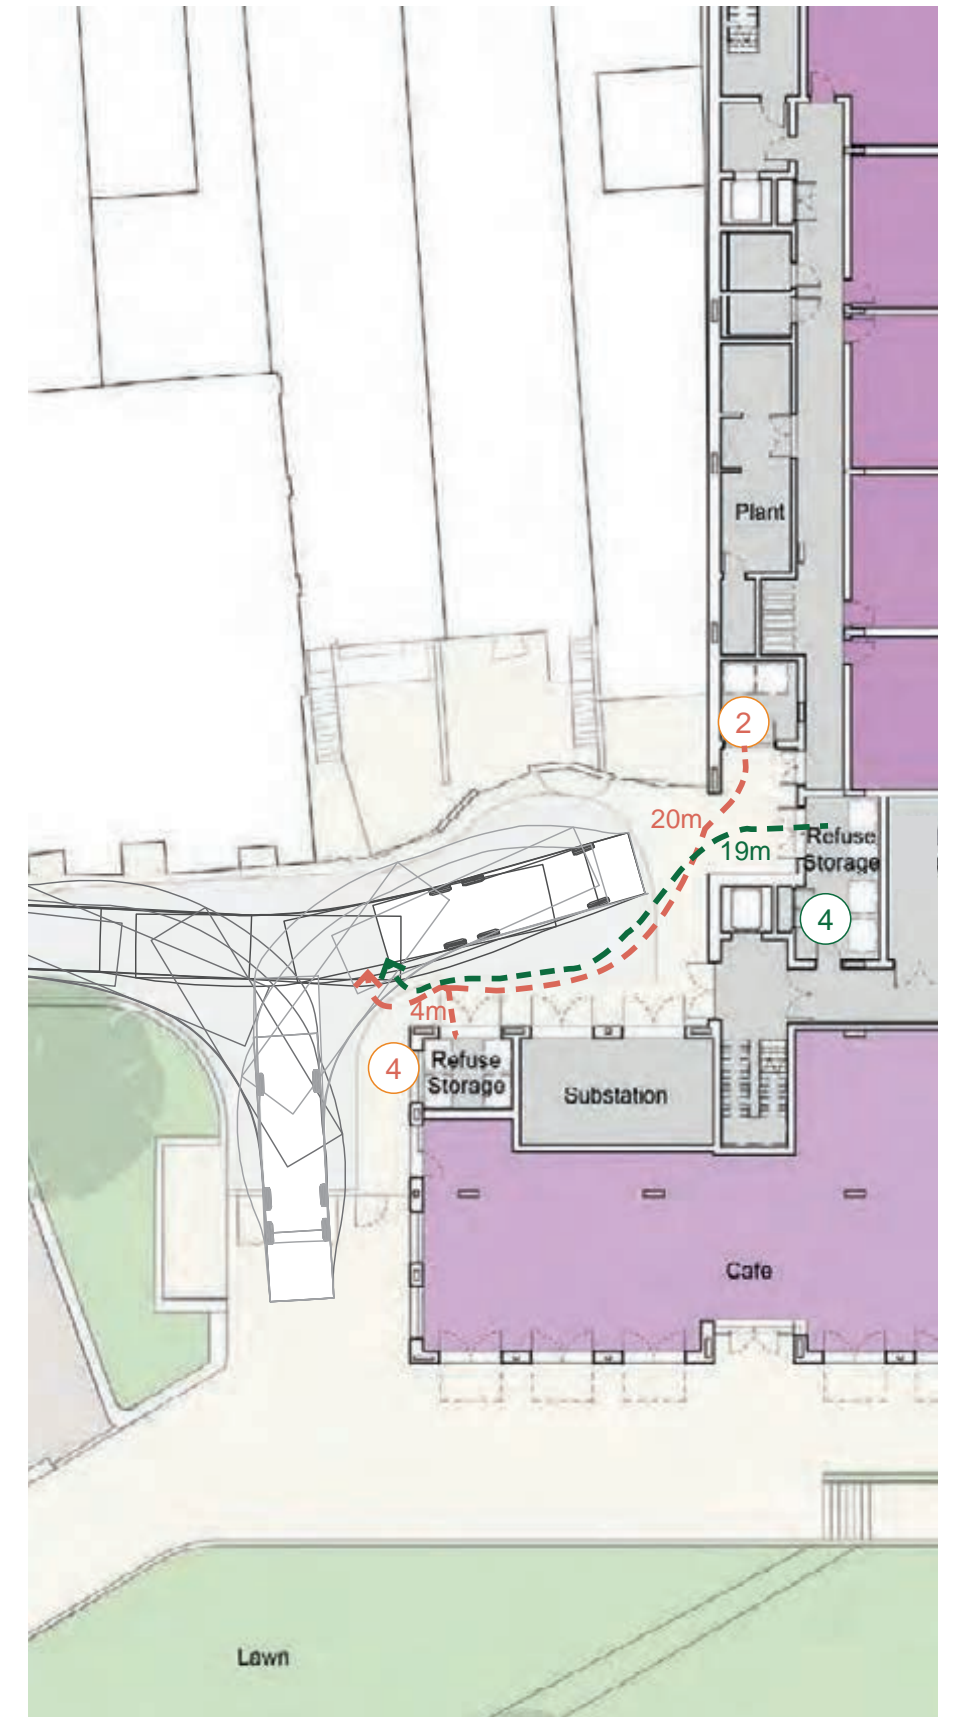 Plant
2
20m
19m
Refuse
Storage
4
4m
4
Refuse
Storage
Substation
Cafe
Lawn